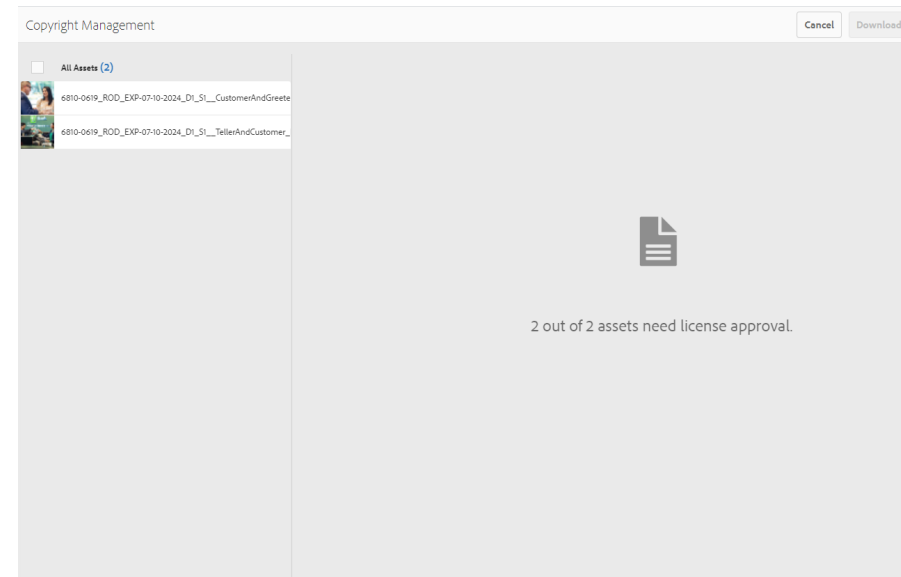 Copyright Management
Cancel
Download
All Assets (2)
6810-0619_ROD_EXP-07-10-2024_D1_S1__CustomerAndGreete
6810-0619_ROD_EXP-07-10-2024_D1_S1__TellerAndCustomer_
2 out of 2 assets need license approval.